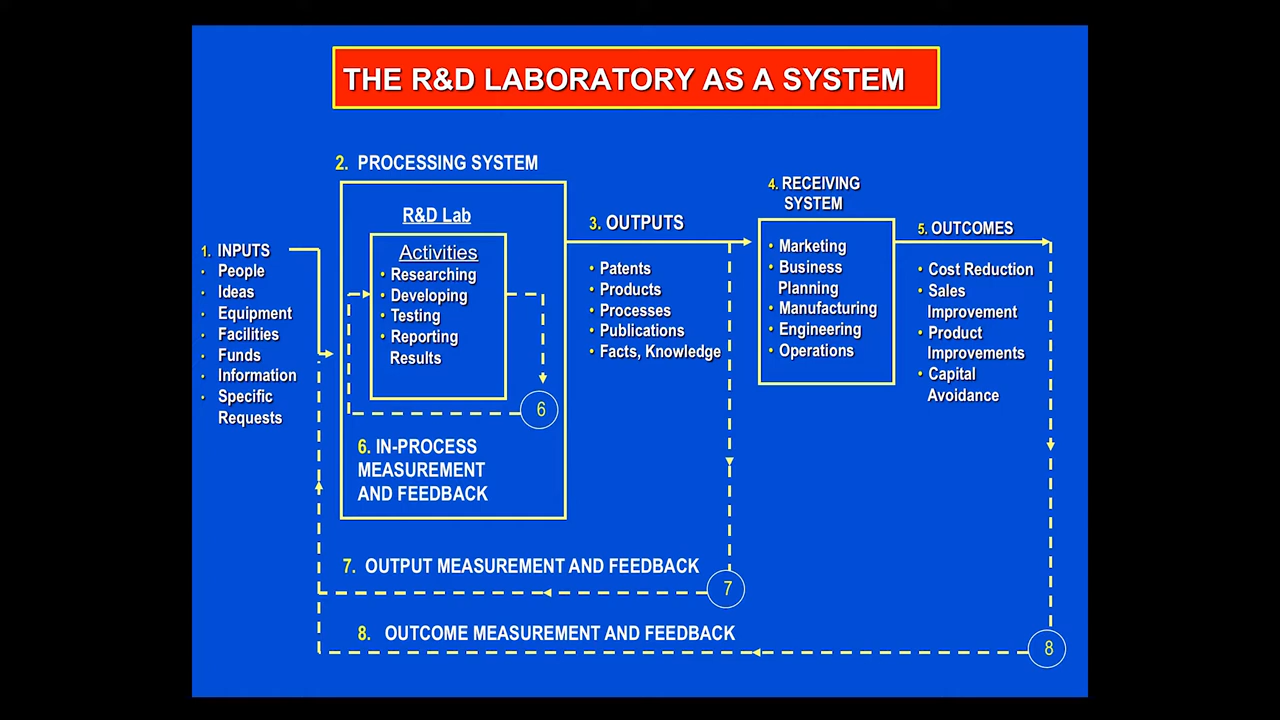 THE R&D LABORATORY AS A SYSTEM
1. INPUTS
• People
• Ideas
• Equipment
• Facilities
• Funds
• Information
• Specific
Requests
2. PROCESSING SYSTEM
R&D Lab
Activities
• Researching
• Developing
• Testing
• Reporting
Results
6
6. IN-PROCESS
MEASUREMENT
AND FEEDBACK
3. OUTPUTS
• Patents
• Products
• Processes
• Publications
• Facts, Knowledge
4. RECEIVING
SYSTEM
• Marketing
• Business
Planning
• Manufacturing
• Engineering
• Operations
5. OUTCOMES
• Cost Reduction
• Sales
Improvement
• Product
Improvements
• Capital
Avoidance
7. OUTPUT MEASUREMENT AND FEEDBACK
7
8. OUTCOME MEASUREMENT AND FEEDBACK
8